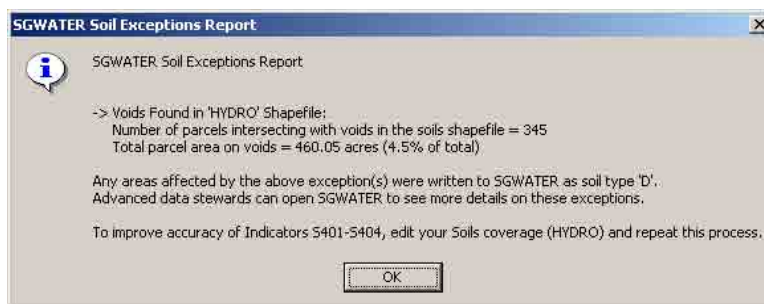 SGWATER Soil Exceptions Report
SGWATER Soil Exceptions Report
-> Voids Found in 'HYDRO' Shapefile:
Number of parcels intersecting with voids in the soils shapefile = 345
Total parcel area on voids = 460.05 acres (4.5% of total)
Any areas affected by the above exception(s) were written to SGWATER as soil type 'D'.
Advanced data stewards can open SGWATER to see more details on these exceptions.
To improve accuracy of Indicators S401-S404, edit your Soils coverage (HYDRO) and repeat this process.
OK